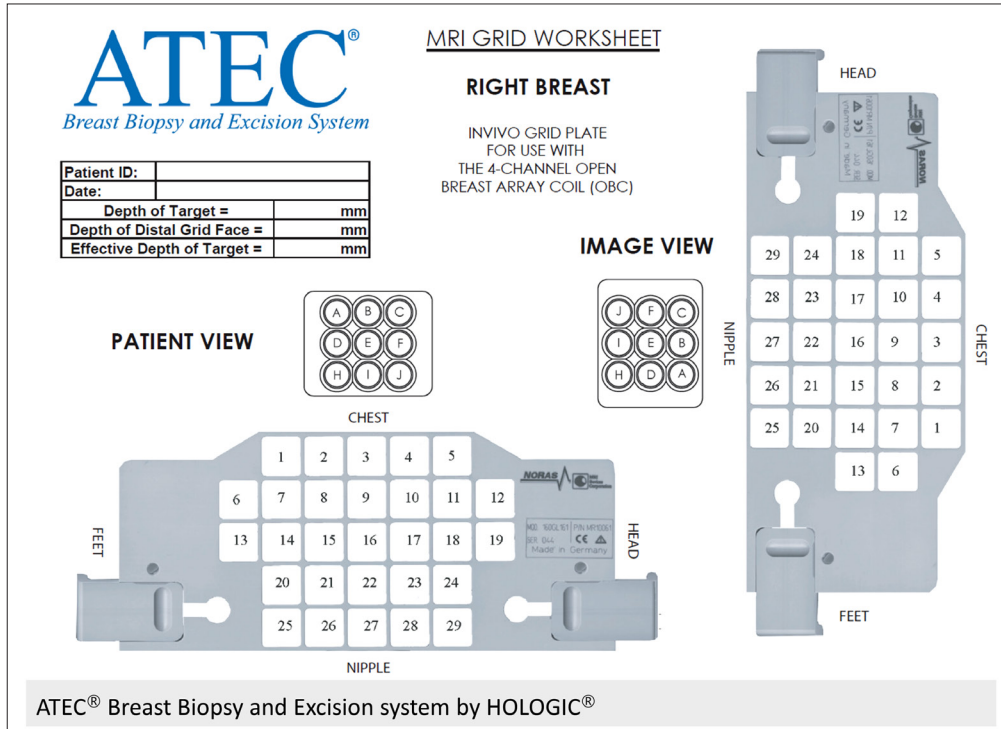 ATEC®
Breast Biopsy and Excision System
MRI GRID WORKSHEET
RIGHT BREAST
INVIVO GRID PLATE
FOR USE WITH
THE 4-CHANNEL OPEN
BREAST ARRAY COIL (OBC)
Patient ID:
Date:
Depth of Target = mm
Depth of Distal Grid Face = mm
Effective Depth of Target = mm
PATIENT VIEW
A B C
D E F
H I J
CHEST
1 2 3 4 5
6 7 8 9 10 11 12
13 14 15 16 17 18 19
20 21 22 23 24
25 26 27 28 29
FEET
HEAD
NIPPLE
NORAS
Made in Germany
IMAGE VIEW
J F C
I E B
H D A
HEAD
19 12
29 24 18 11 5
28 23 17 10 4
27 22 16 9 3
26 21 15 8 2
25 20 14 7 1
13 6
NIPPLE
CHEST
FEET
ATEC® Breast Biopsy and Excision system by HOLOGIC®